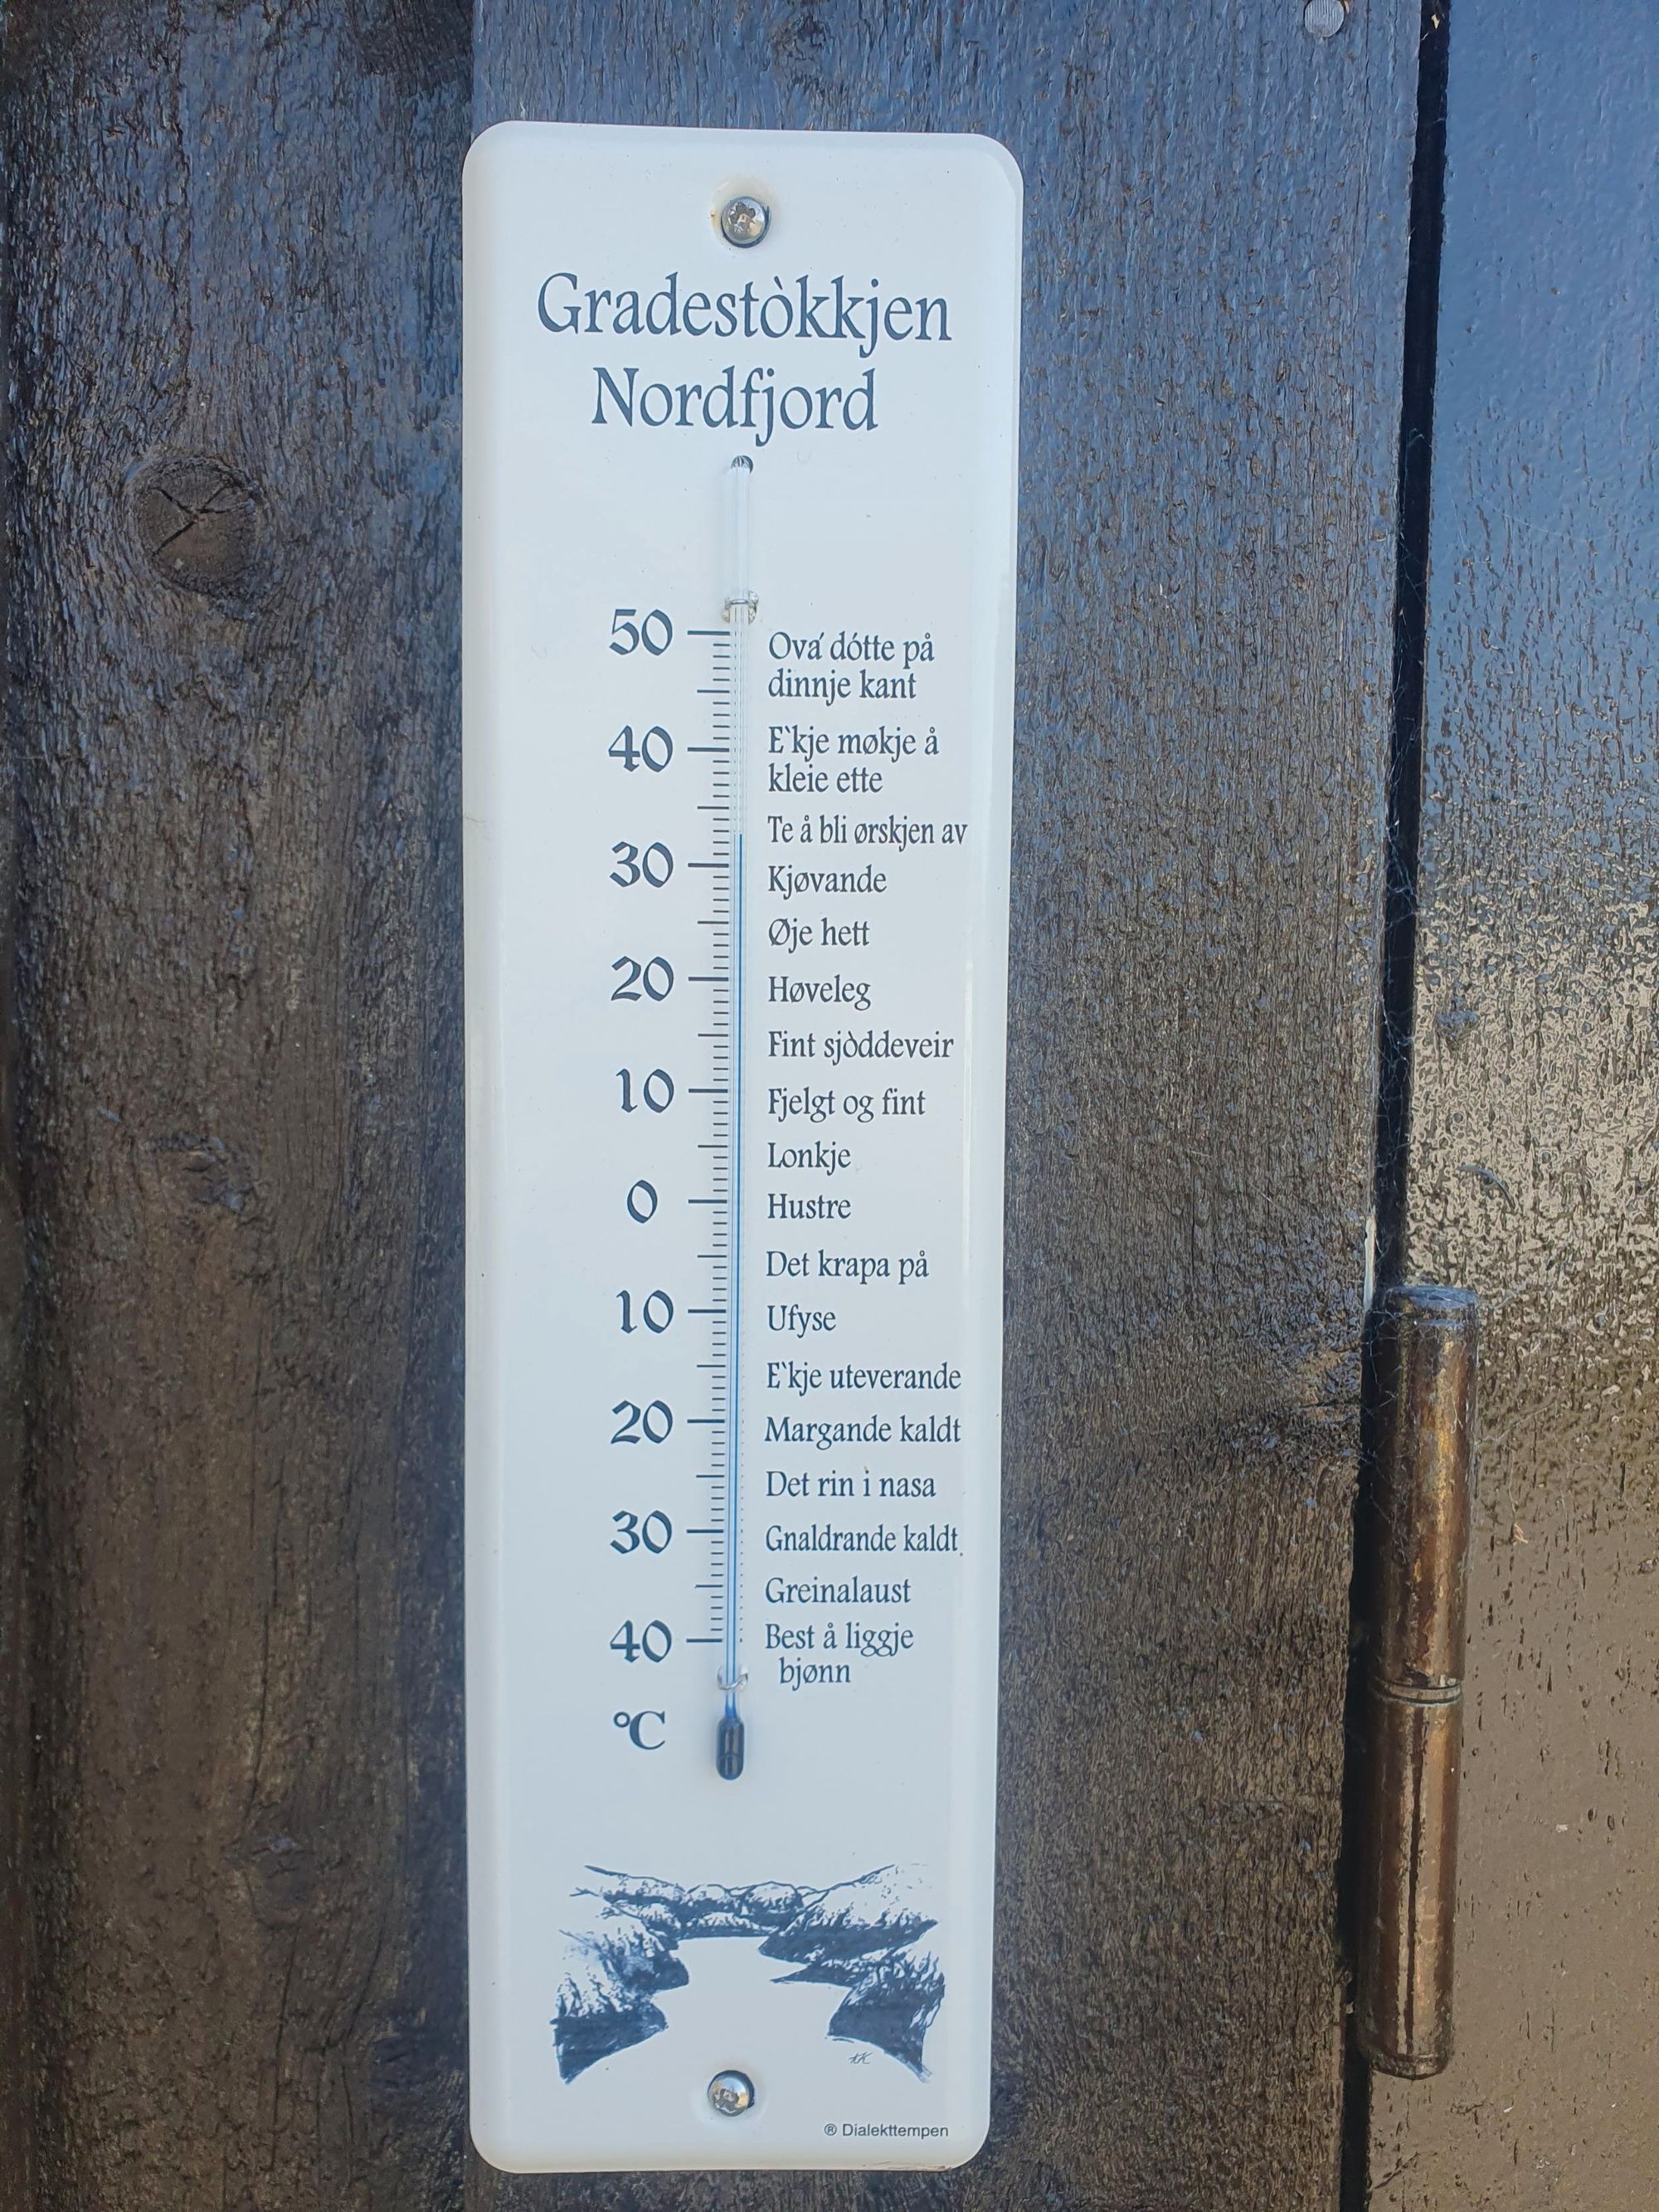 Gradestòkkjen
Nordfjord
50
Ová dótte på
dinnje kant
40
E`kje møkje å
kleie ette
Te å bli ørskjen av
30
Kjøvande
Øje hett
20
Høveleg
Fint sjòddeveir
10
Fjelgt og fint
Lonkje
0
Hustre
Det krapa på
10
Ufyse
E`kje uteverande
20
Margande kaldt
Det rin i nasa
30
Gnaldrande kaldt
Greinalaust
40
Best å liggje
bjønn
°C
® Dialekttempen